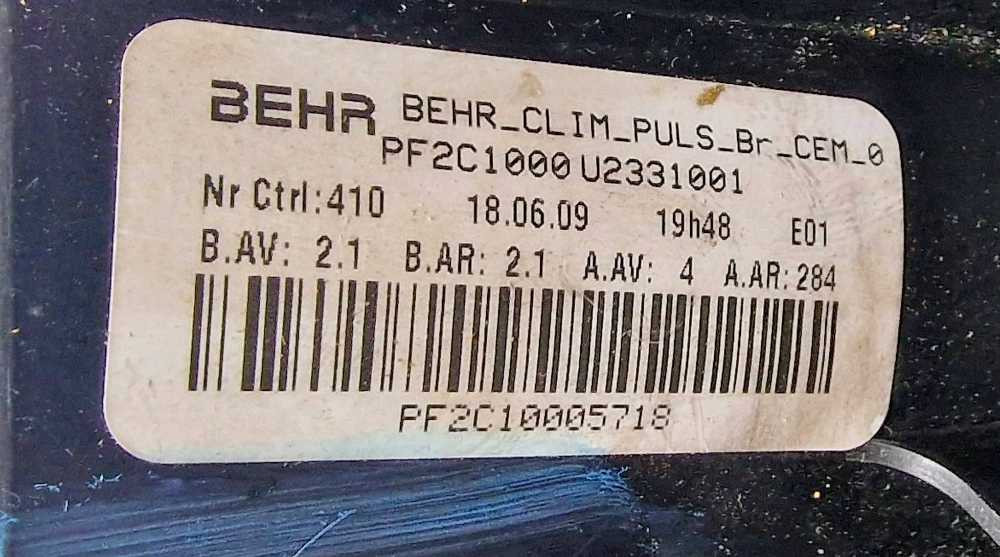 BEHR BEHR_CLIM_PULS_Br_CEM_0
PF2C1000 U2331001
Nr Ctrl:410 18.06.09 19h48 E01
B.AV: 2.1 B.AR: 2.1 A.AV: 4 A.AR: 284
PF2C10005718